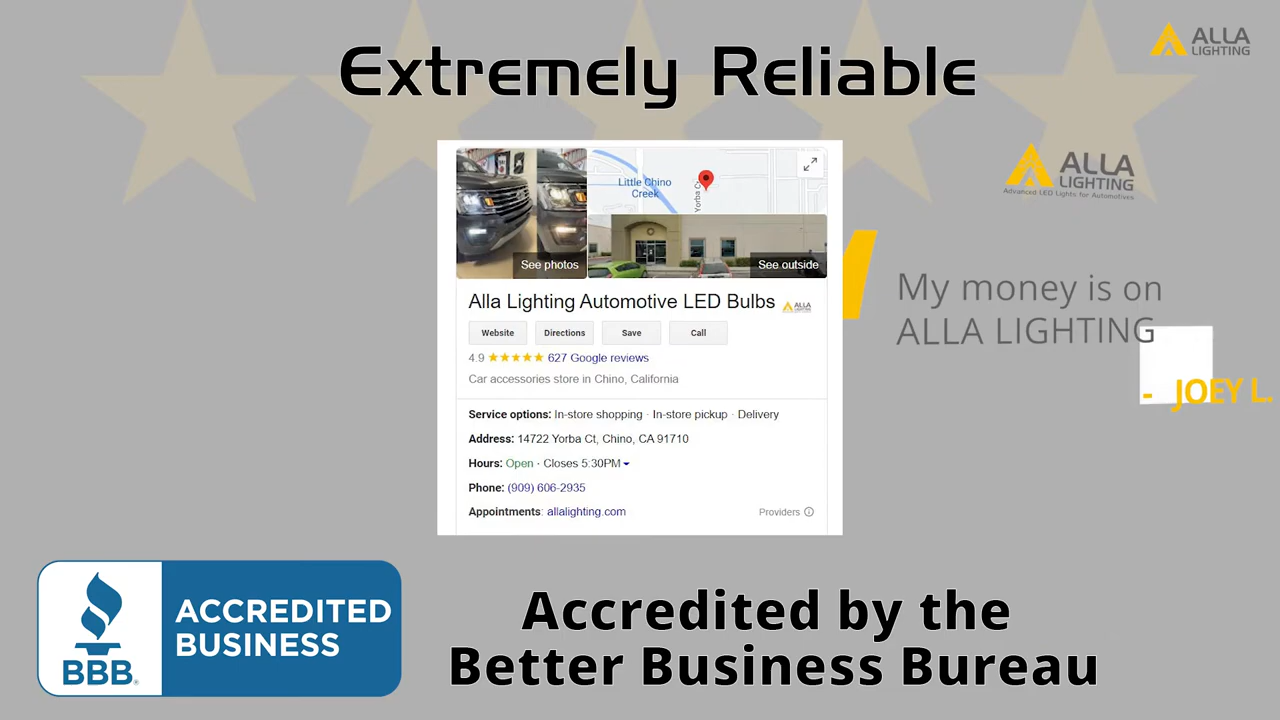 Extremely Reliable
ALLA
LIGHTING
Little Chino
Creek
Yorba Ct
See photos
See outside
ALLA
LIGHTING
Advanced LED Lights for Automotives
Alla Lighting Automotive LED Bulbs
ALLA
LIGHTING
Website Directions Save Call
4.9 627 Google reviews
Car accessories store in Chino, California
My money is on
ALLA LIGHTING
- JOEY L.
Service options: In-store shopping · In-store pickup · Delivery
Address: 14722 Yorba Ct, Chino, CA 91710
Hours: Open · Closes 5:30PM
Phone: (909) 606-2935
Appointments: allalighting.com
Providers
BBB.
ACCREDITED
BUSINESS
Accredited by the
Better Business Bureau